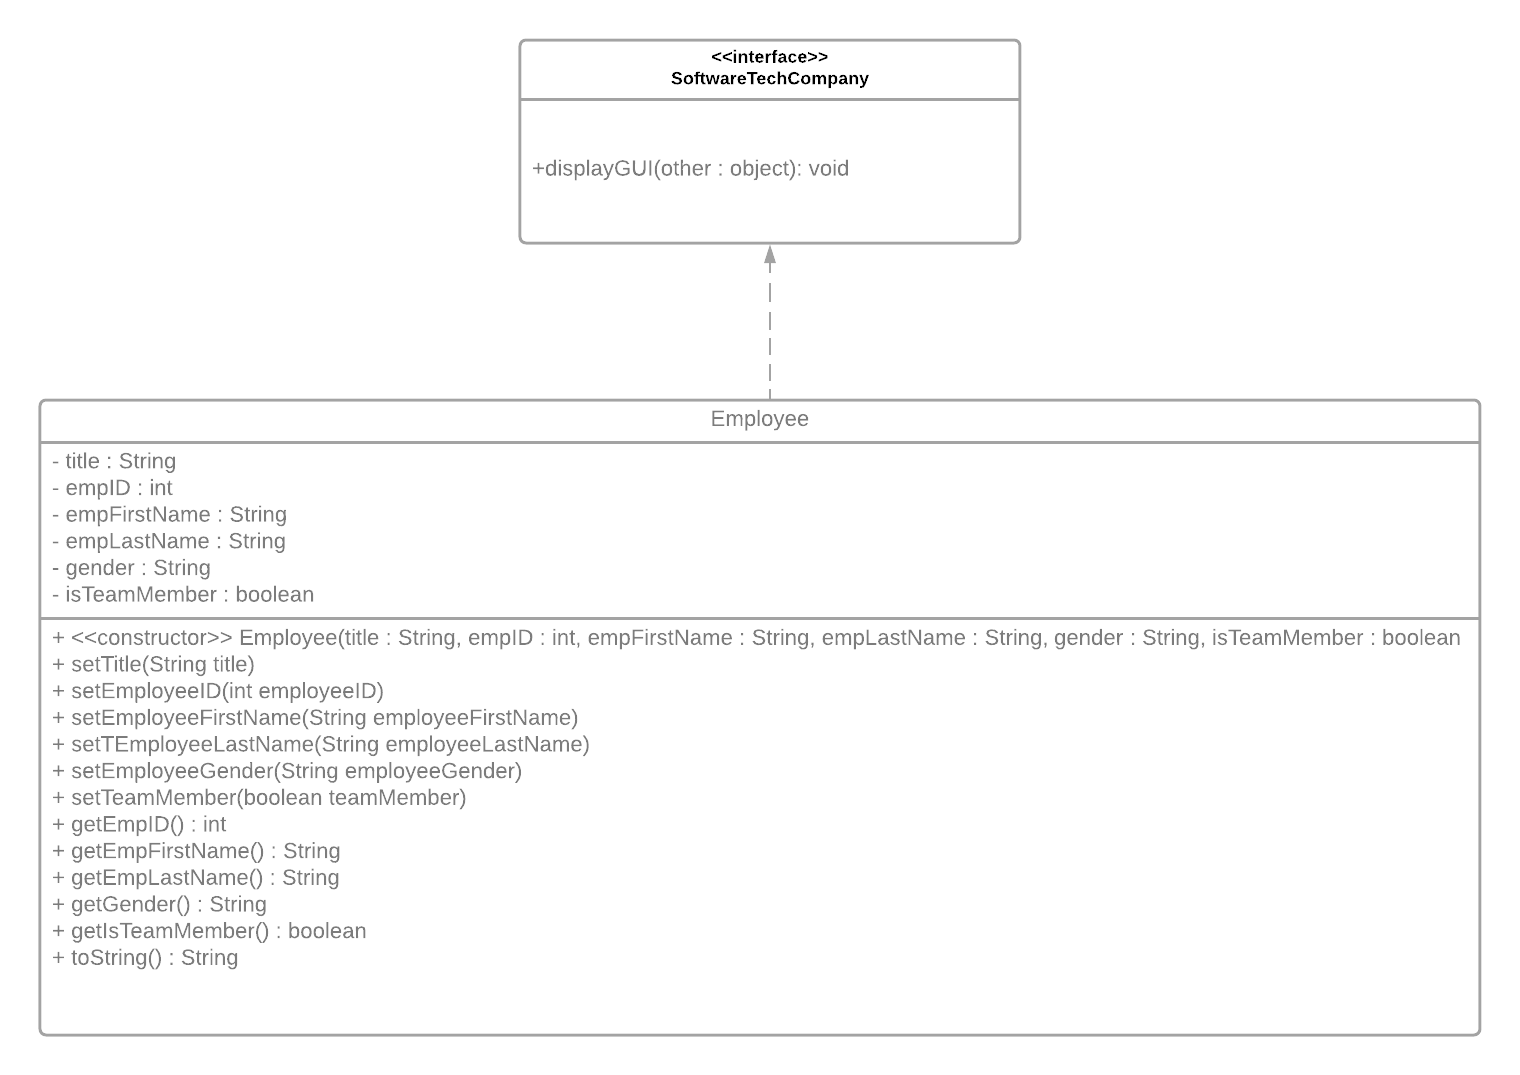 <<interface>>
SoftwareTechCompany
+displayGUI(other : object): void
Employee
- title : String
- empID : int
- empFirstName : String
- empLastName : String
- gender : String
- isTeamMember : boolean
+ <<constructor>> Employee(title : String, empID : int, empFirstName : String, empLastName : String, gender : String, isTeamMember : boolean
+ setTitle(String title)
+ setEmployeeID(int employeeID)
+ setEmployeeFirstName(String employeeFirstName)
+ setTEmployeeLastName(String employeeLastName)
+ setEmployeeGender(String employeeGender)
+ setTeamMember(boolean teamMember)
+ getEmpID() : int
+ getEmpFirstName() : String
+ getEmpLastName() : String
+ getGender() : String
+ getIsTeamMember() : boolean
+ toString() : String